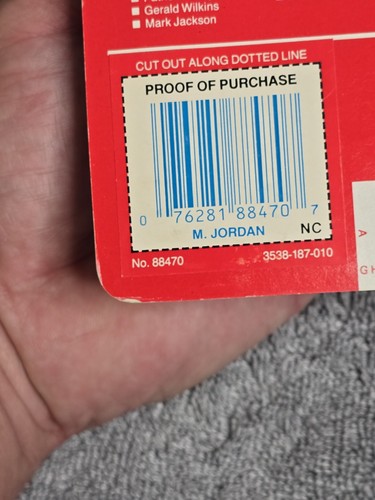 ■ Gerald Wilkins
■ Mark Jackson
CUT OUT ALONG DOTTED LINE
PROOF OF PURCHASE
0 76281 88470 7
M. JORDAN NC
No. 88470 3538-187-010
A
GH